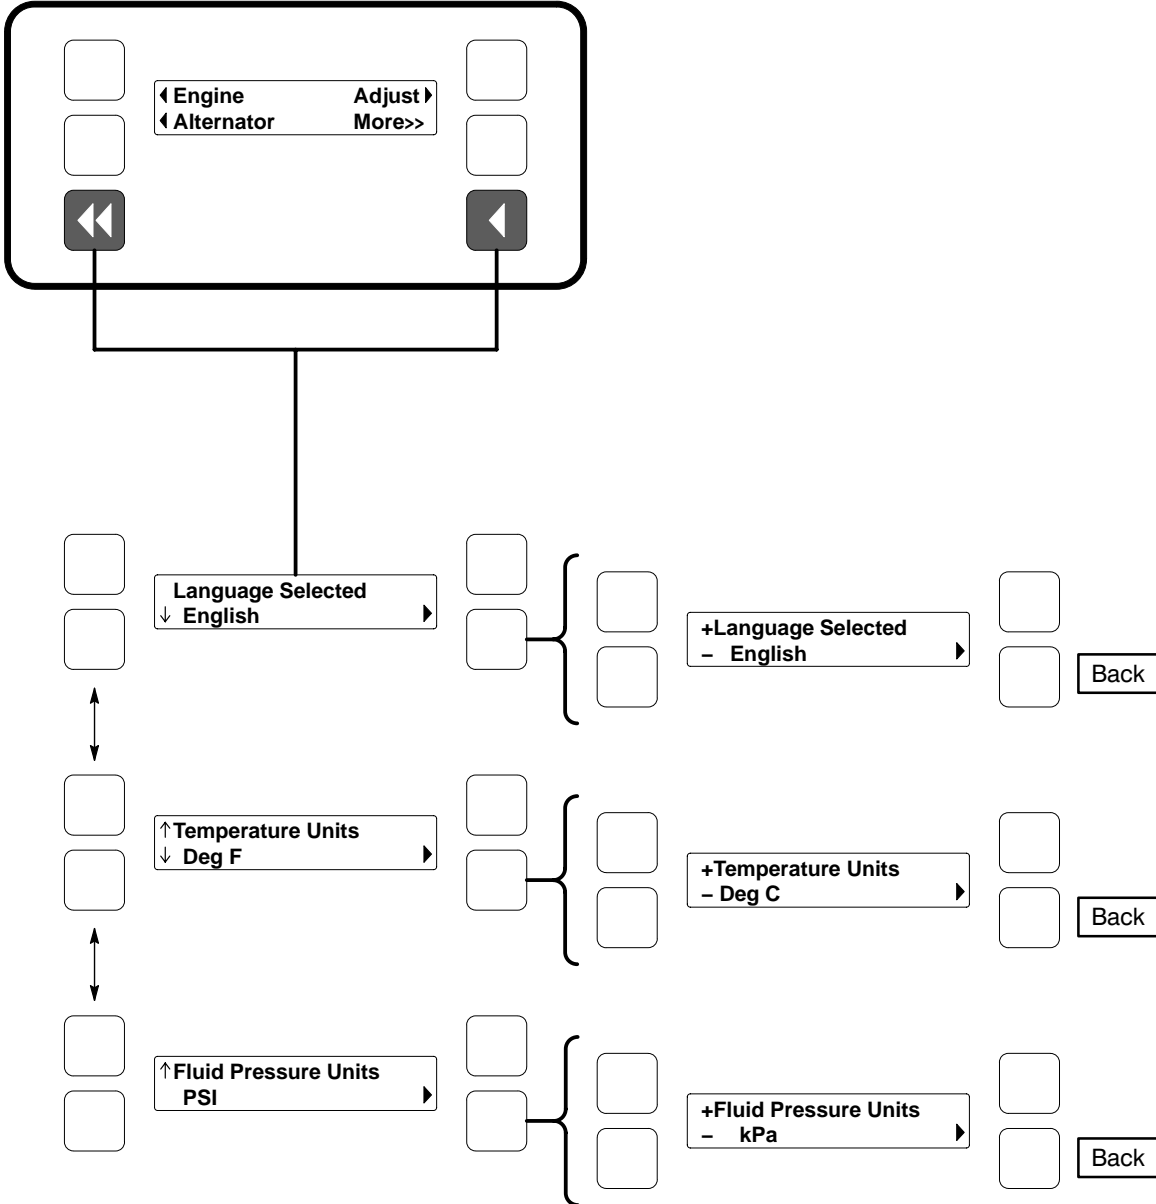 Engine Adjust
Alternator More>>
Language Selected
↓ English
+Language Selected
– English
Back
↑Temperature Units
↓ Deg F
+Temperature Units
– Deg C
Back
↑Fluid Pressure Units
PSI
+Fluid Pressure Units
– kPa
Back